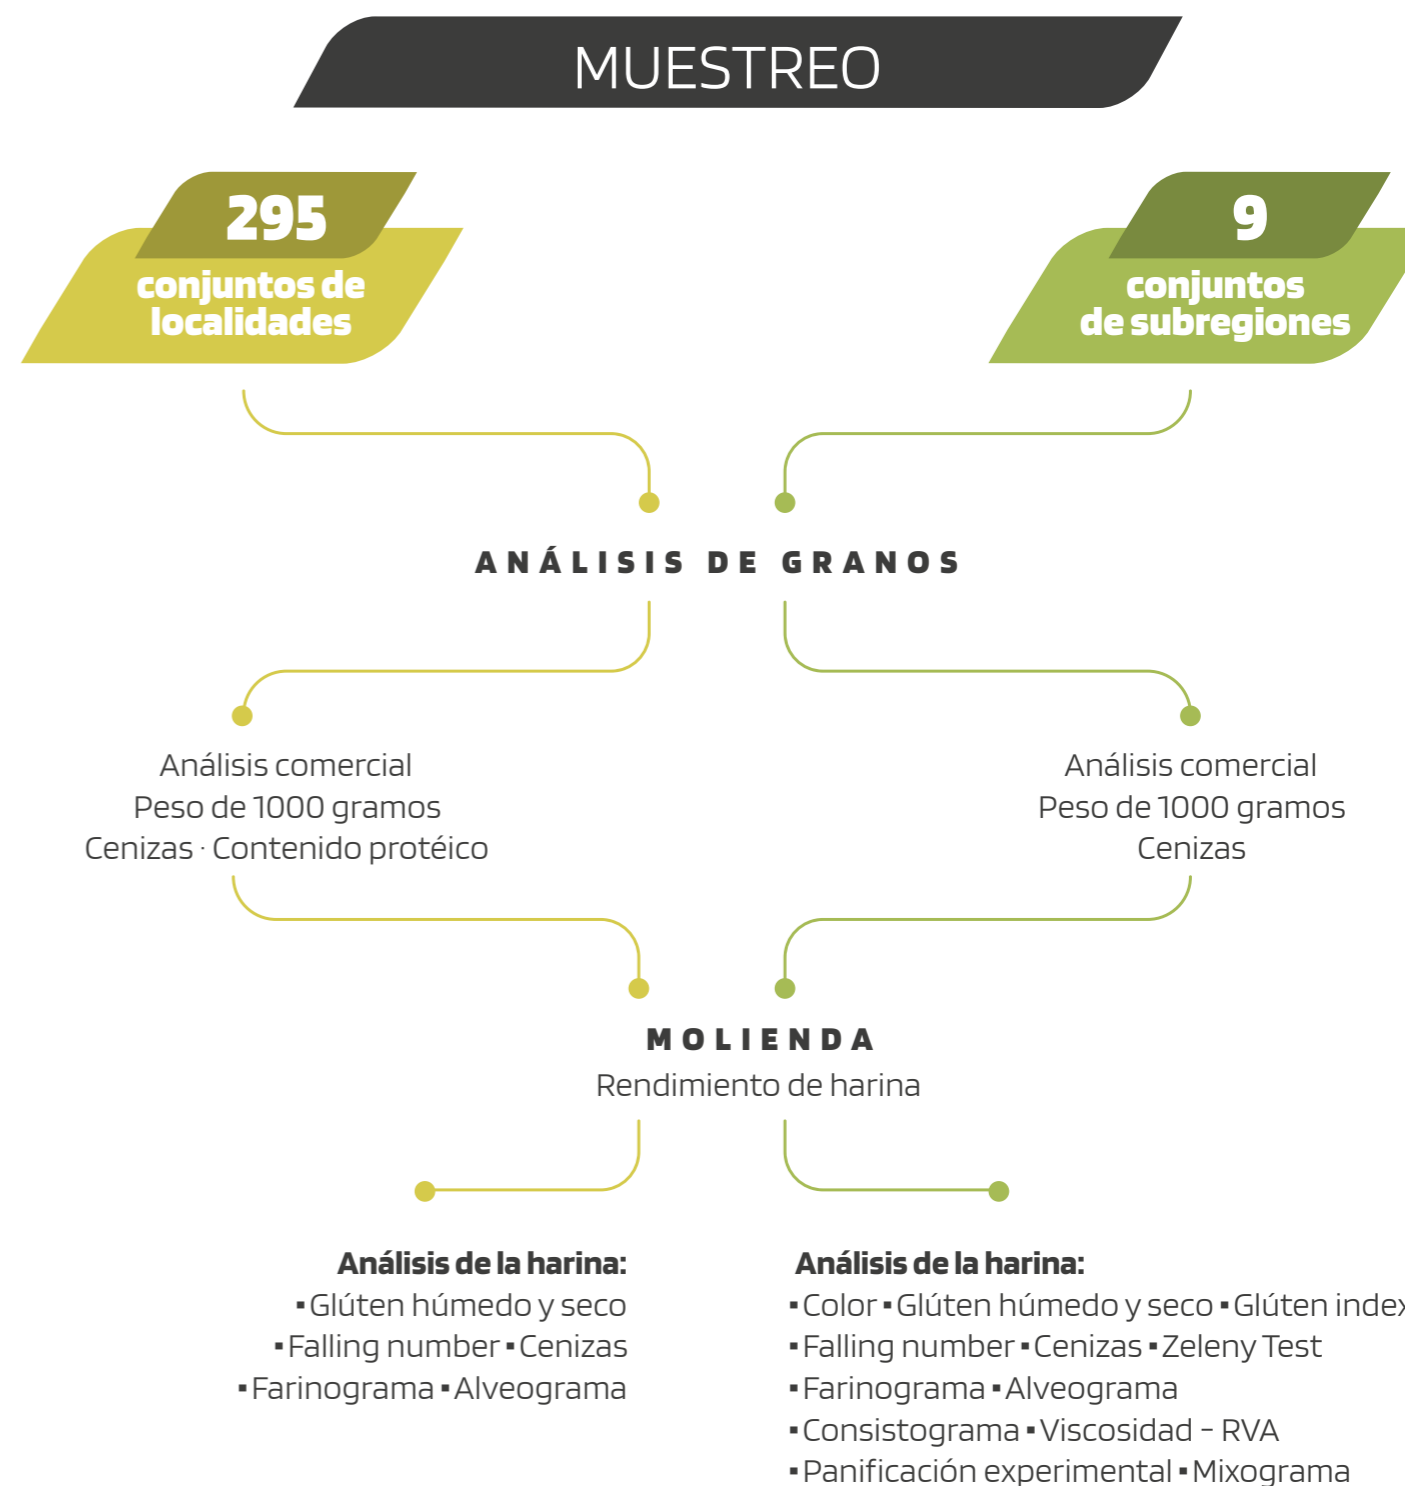 MUESTREO
295
conjuntos de
localidades
9
conjuntos
de subregiones
ANÁLISIS DE GRANOS
Análisis comercial
Peso de 1000 gramos
Cenizas · Contenido protéico
Análisis comercial
Peso de 1000 gramos
Cenizas
MOLIENDA
Rendimiento de harina
Análisis de la harina:
▪Glúten húmedo y seco
▪Falling number ▪Cenizas
▪Farinograma ▪Alveograma
Análisis de la harina:
▪Color ▪Glúten húmedo y seco ▪Glúten index
▪Falling number ▪Cenizas ▪Zeleny Test
▪Farinograma ▪Alveograma
▪Consistograma ▪Viscosidad - RVA
▪Panificación experimental ▪Mixograma